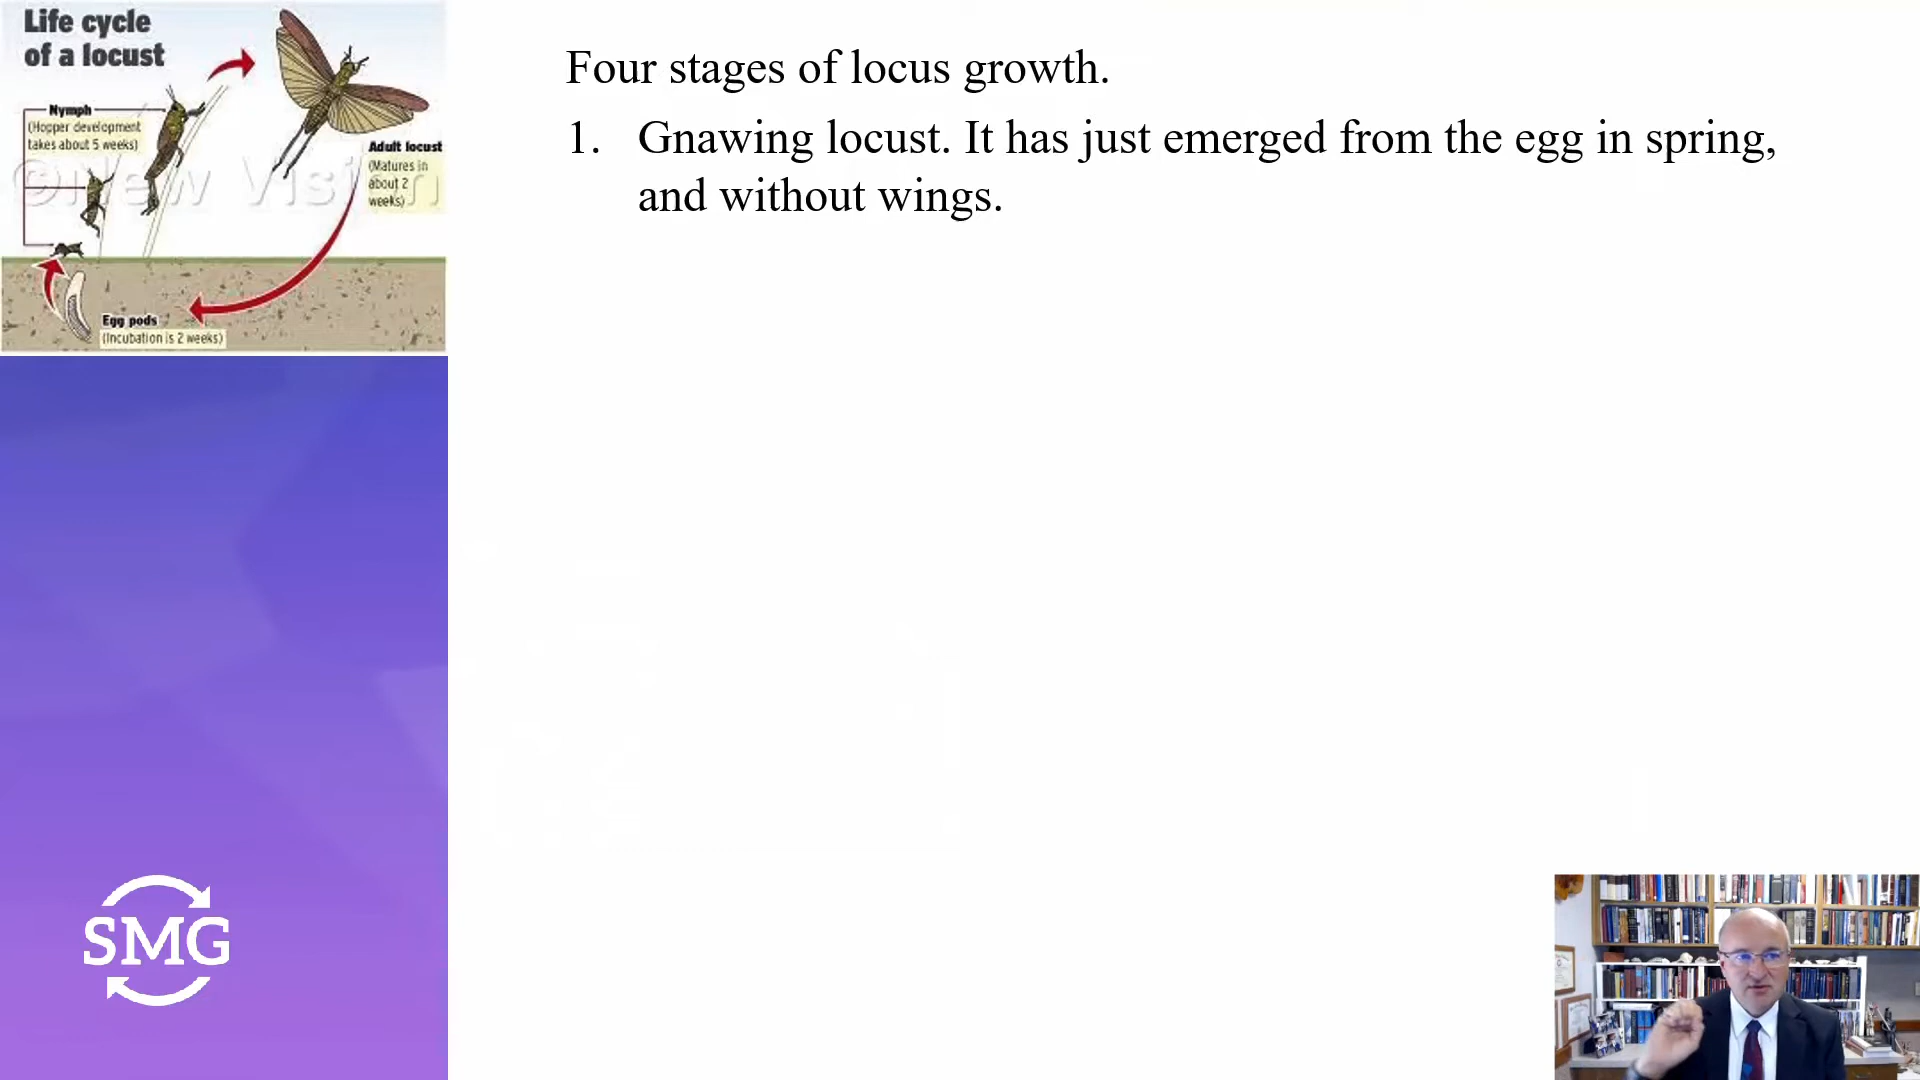 Life cycle
of a locust
Nymph
(Hopper development
takes about 5 weeks)
Adult locust
(Matures in
about 2
weeks)
©New Vision
Egg pods
(Incubation is 2 weeks)
Four stages of locus growth.
1. Gnawing locust. It has just emerged from the egg in spring,
and without wings.
SMG